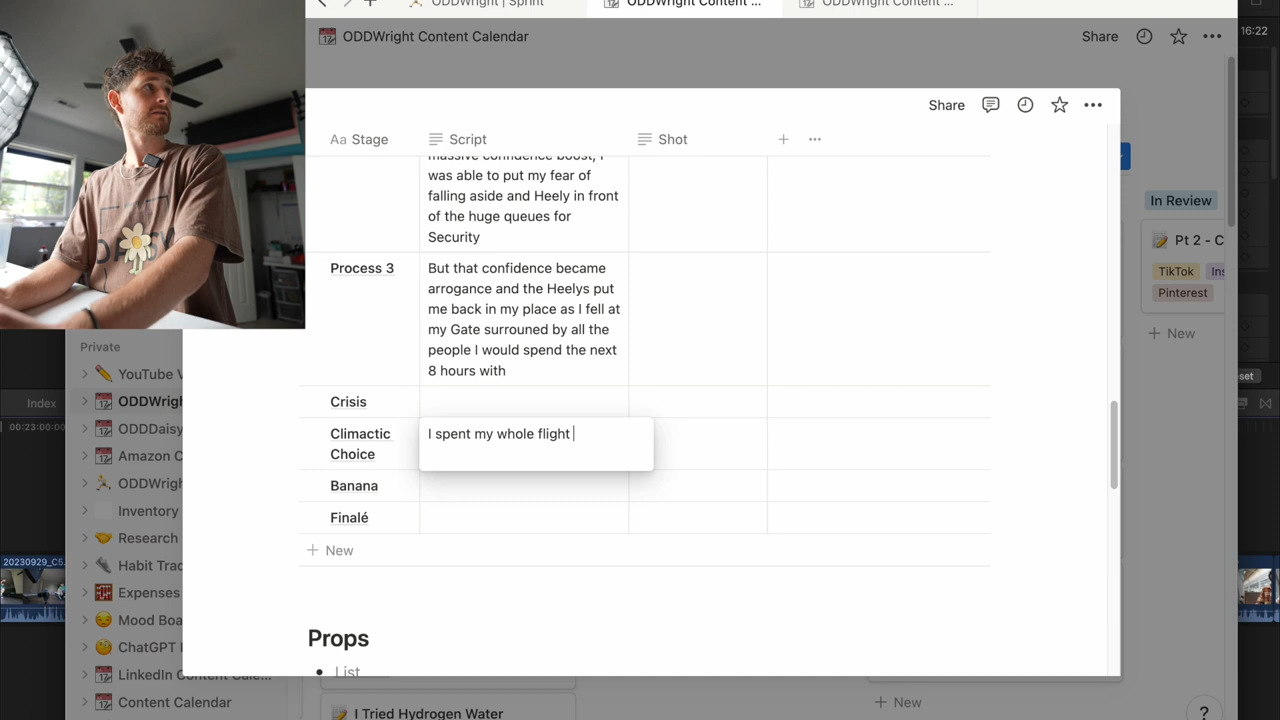 ODDWright | Sprint
ODDWright Content ...
ODDWright Content ...
16:22
ODDWright Content Calendar
Share
Share
Aa Stage
Script
Shot
massive confidence boost, I
was able to put my fear of
falling aside and Heely in front
of the huge queues for
Security
Process 3
But that confidence became
arrogance and the Heelys put
me back in my place as I fell at
my Gate surrouned by all the
people I would spend the next
8 hours with
Crisis
Climactic
Choice
I spent my whole flight
Banana
Finalé
+ New
Props
List
In Review
Pt 2 - C
TikTok
Ins
Pinterest
+ New
Private
YouTube V
ODDWrigh
ODDDaisy
Amazon C
ODDWrigh
Inventory
Research
Habit Trac
Expenses
Mood Boa
ChatGPT
LinkedIn Content Cale...
Content Calendar
Index
00:23:00:00
20230929_C5
I Tried Hydrogen Water
+ New
?